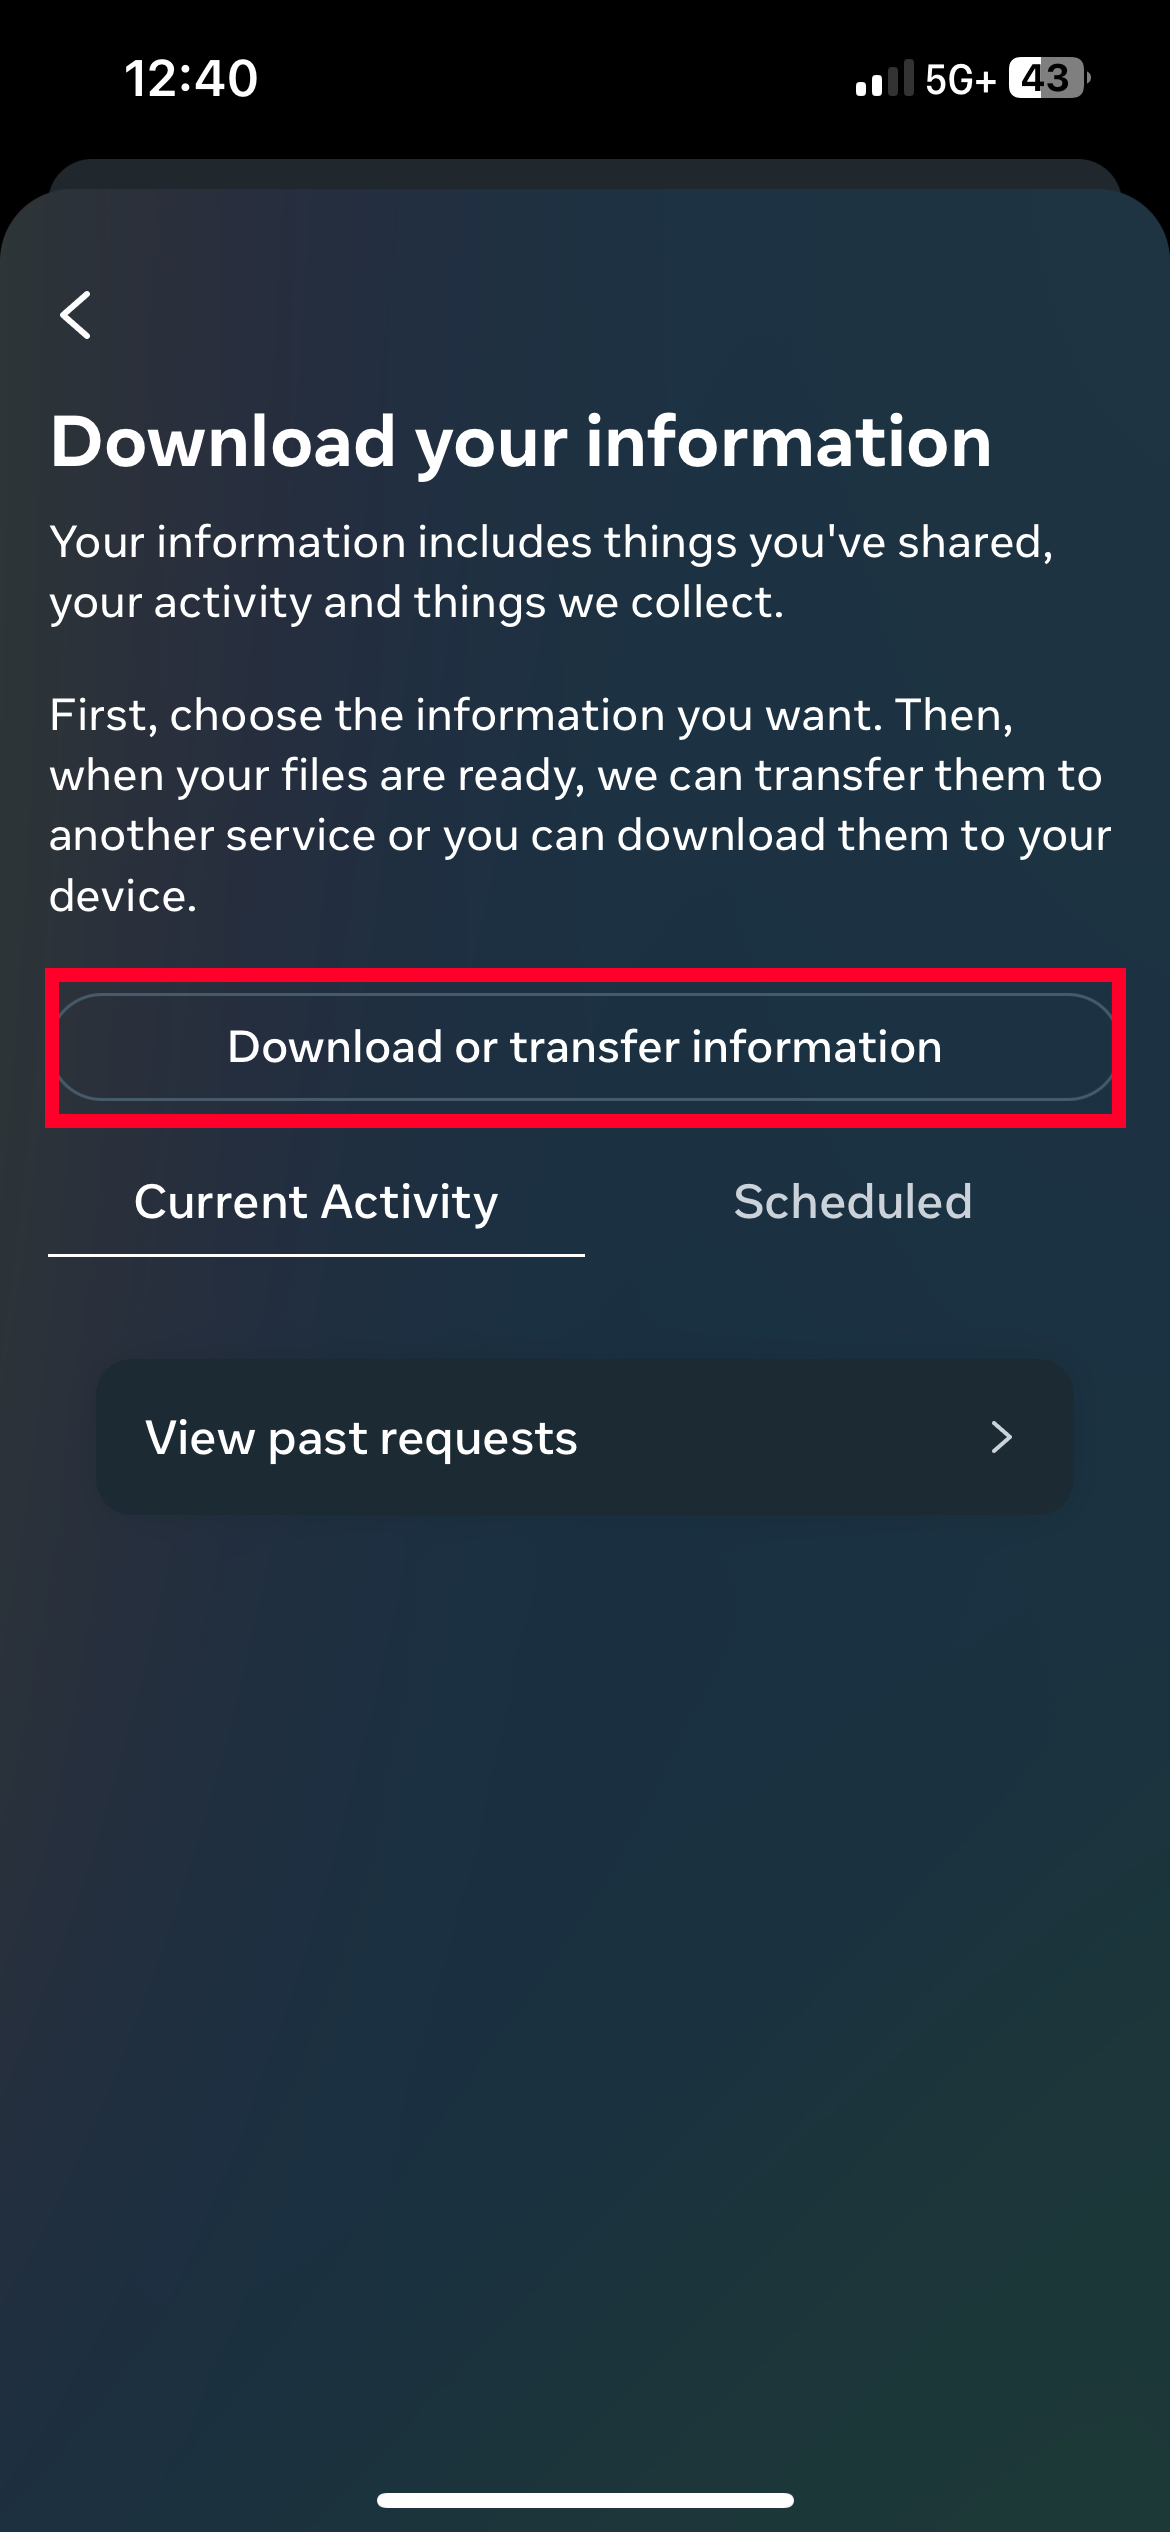 12:40
5G+ 43
Download your information
Your information includes things you've shared,
your activity and things we collect.
First, choose the information you want. Then,
when your files are ready, we can transfer them to
another service or you can download them to your
device.
Download or transfer information
Current Activity
Scheduled
View past requests